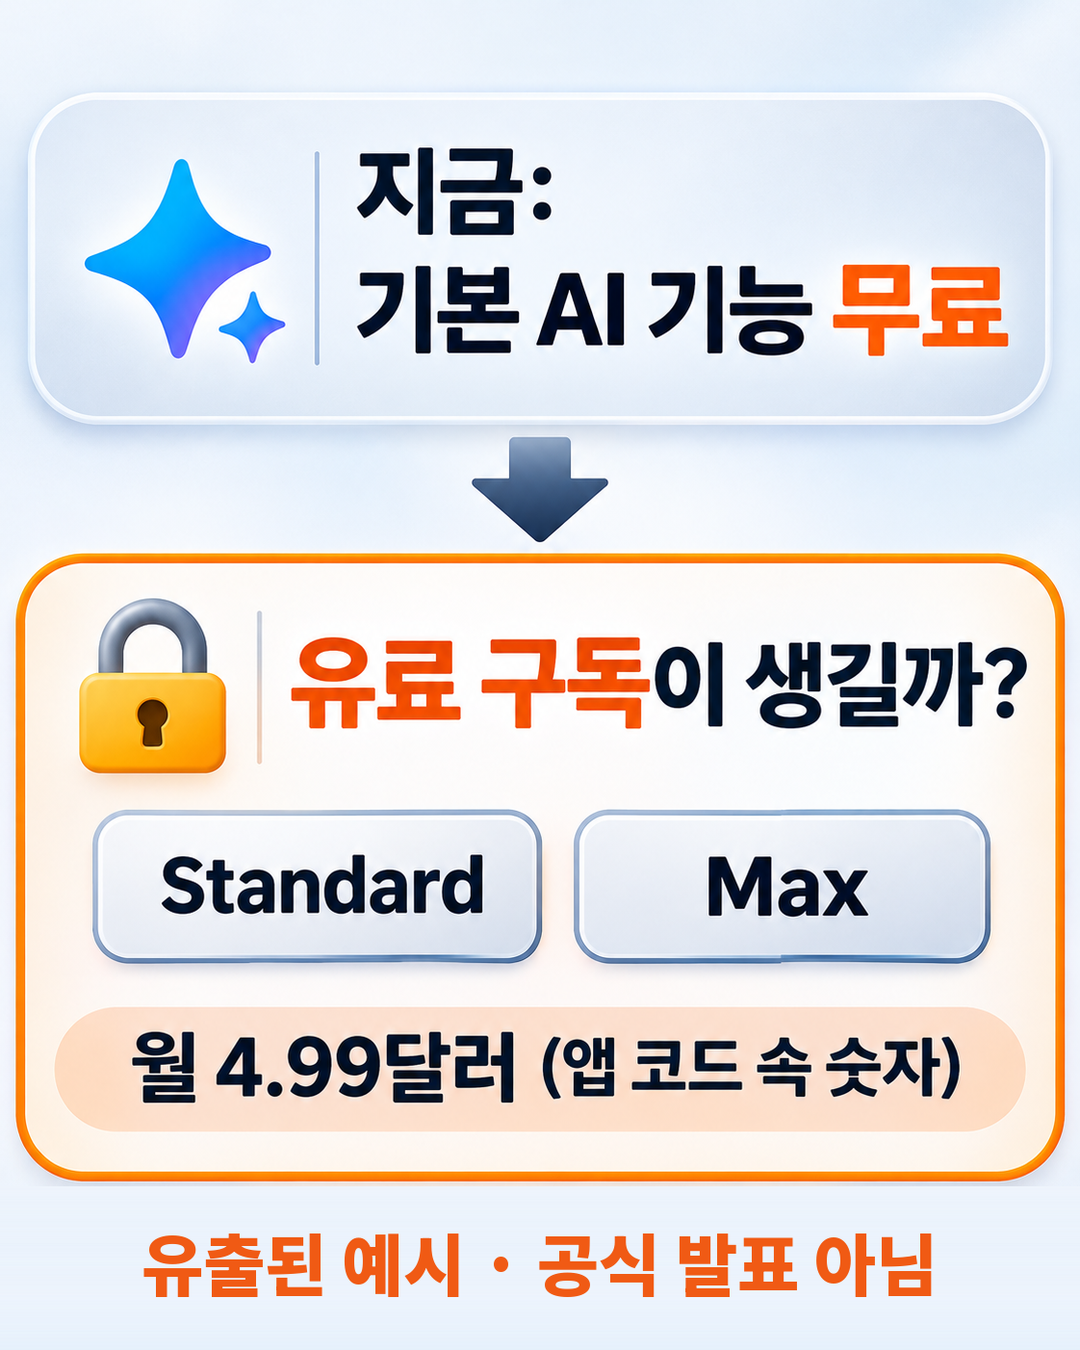 지금:
기본 AI 기능 무료
유료 구독이 생길까?
Standard
Max
월 4.99달러 (앱 코드 속 숫자)
유출된 예시 · 공식 발표 아님